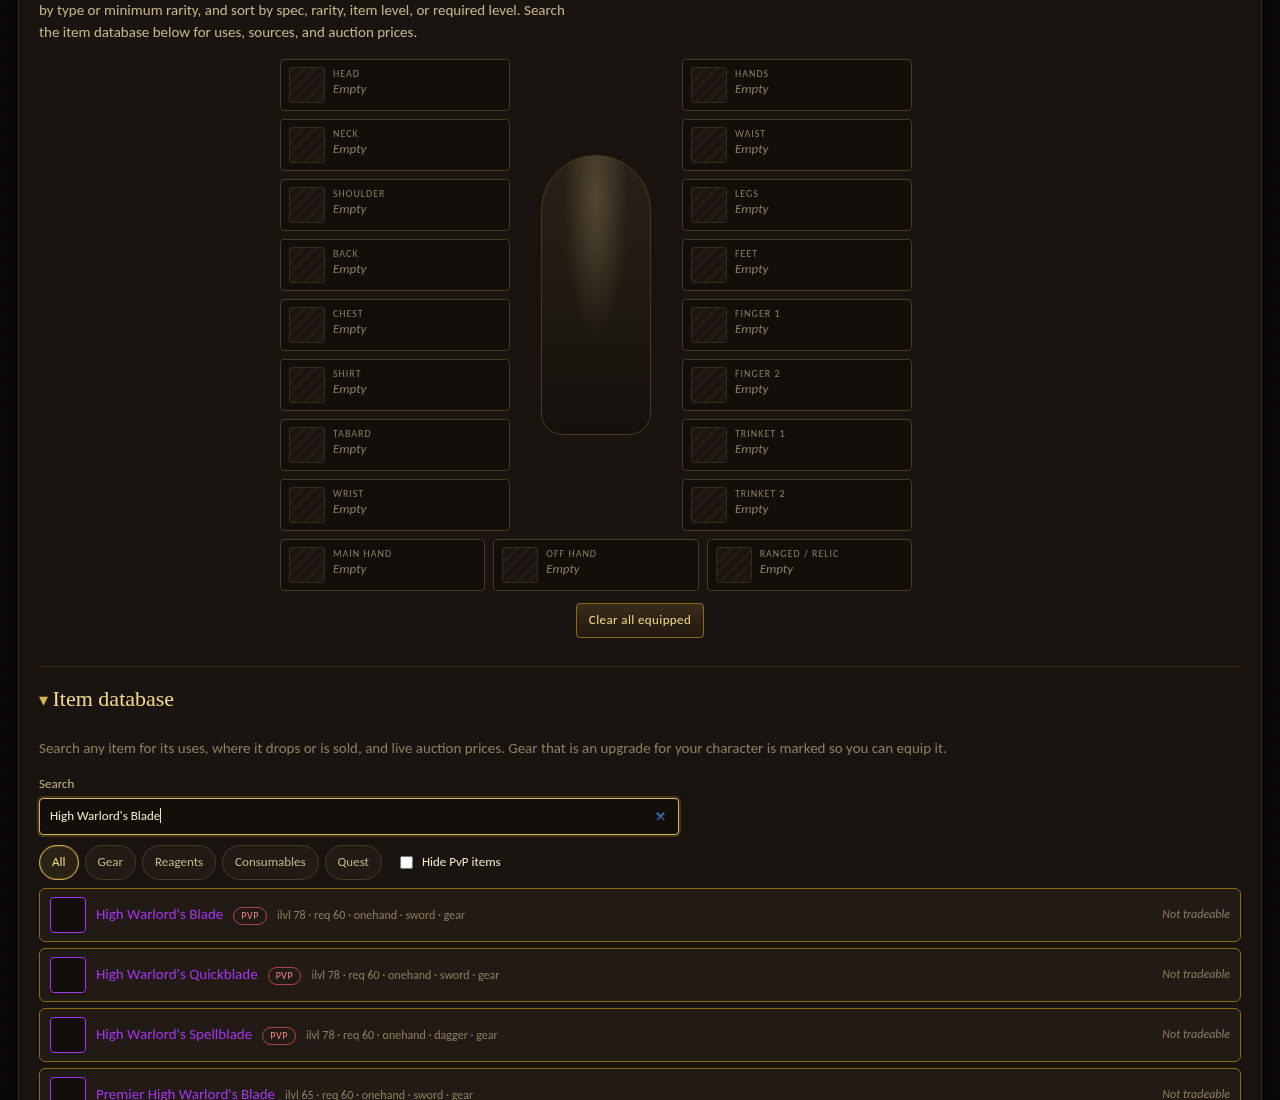 by type or minimum rarity, and sort by spec, rarity, item level, or required level. Search
the item database below for uses, sources, and auction prices.
HEAD
Empty
HANDS
Empty
NECK
Empty
WAIST
Empty
SHOULDER
Empty
LEGS
Empty
BACK
Empty
FEET
Empty
CHEST
Empty
FINGER 1
Empty
SHIRT
Empty
FINGER 2
Empty
TABARD
Empty
TRINKET 1
Empty
WRIST
Empty
TRINKET 2
Empty
MAIN HAND
Empty
OFF HAND
Empty
RANGED / RELIC
Empty
Clear all equipped
▾ Item database
Search any item for its uses, where it drops or is sold, and live auction prices. Gear that is an upgrade for your character is marked so you can equip it.
Search
High Warlord's Blade
All Gear Reagents Consumables Quest Hide PvP items
High Warlord's Blade PVP ilvl 78 · req 60 · onehand · sword · gear Not tradeable
High Warlord's Quickblade PVP ilvl 78 · req 60 · onehand · sword · gear Not tradeable
High Warlord's Spellblade PVP ilvl 78 · req 60 · onehand · dagger · gear Not tradeable
Premier High Warlord's Blade ilvl 65 · req 60 · onehand · sword · gear Not tradeable